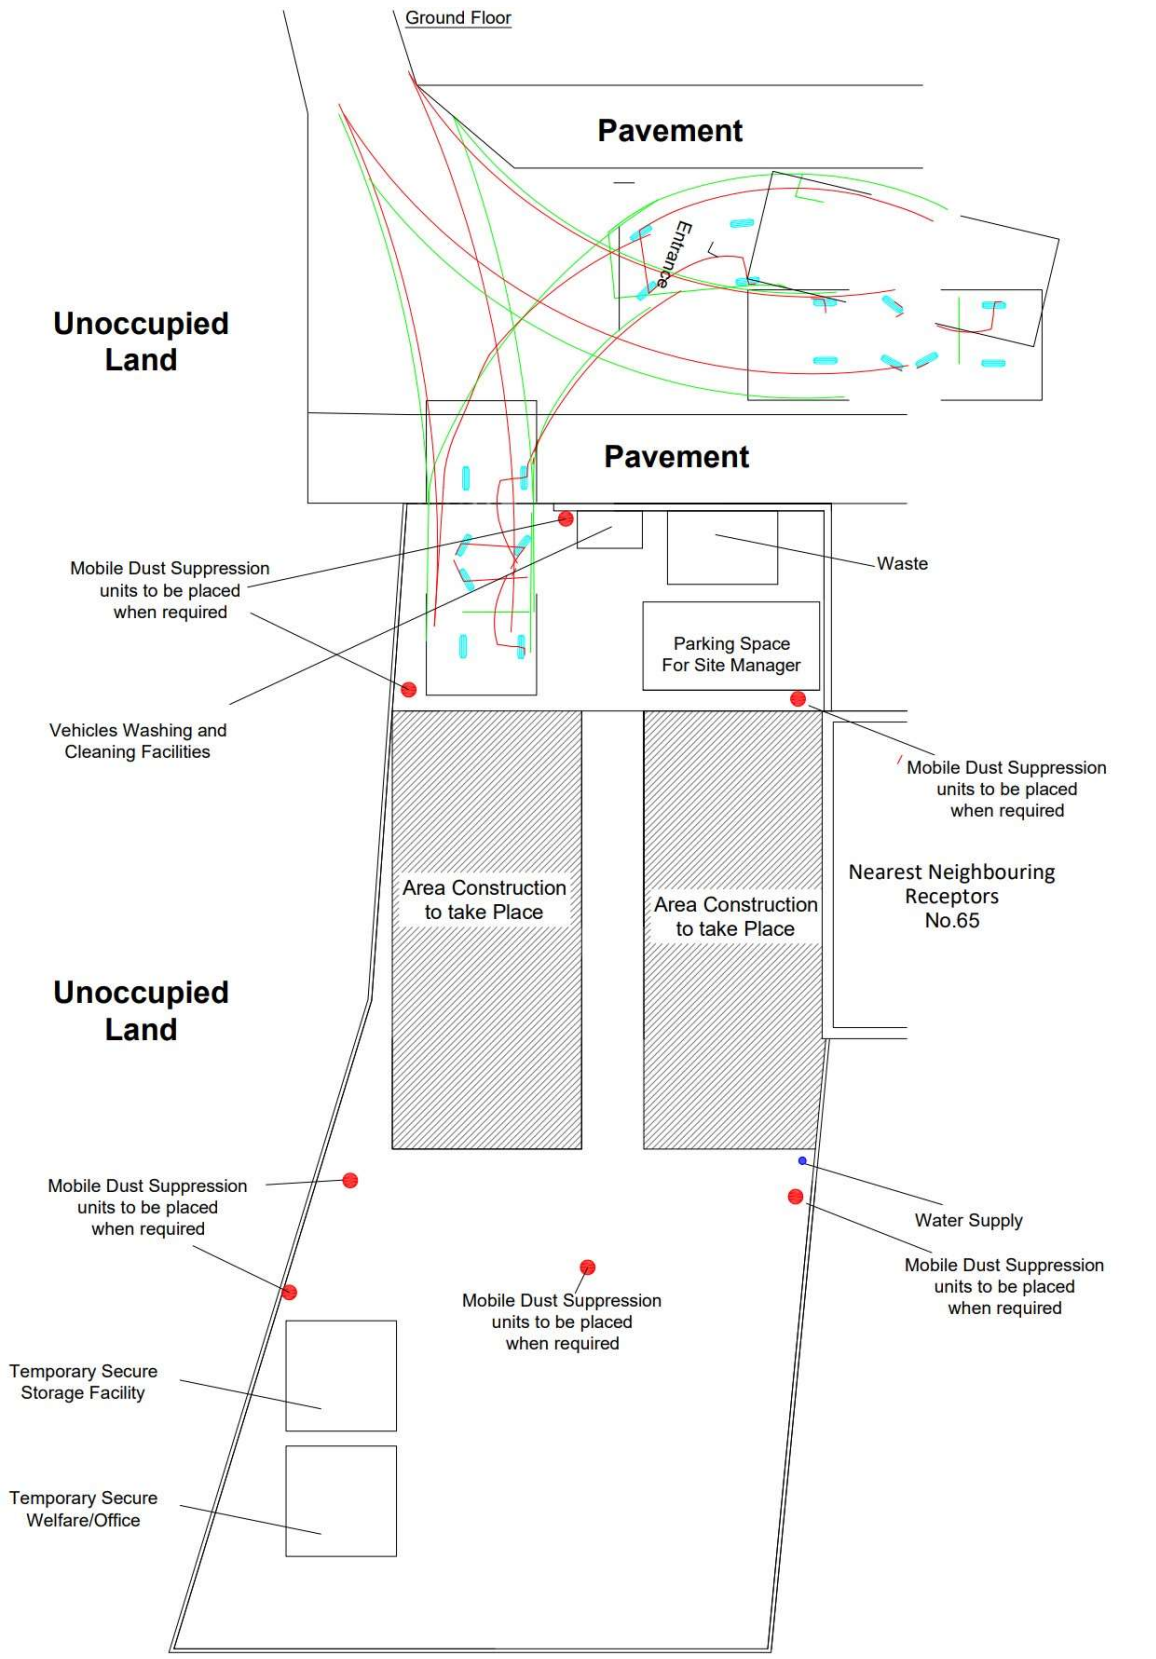 Ground Floor
Pavement
Entrance
Unoccupied
Land
Pavement
Mobile Dust Suppression
units to be placed
when required
Waste
Parking Space
For Site Manager
Vehicles Washing and
Cleaning Facilities
Mobile Dust Suppression
units to be placed
when required
Nearest Neighbouring
Receptors
No.65
Area Construction
to take Place
Area Construction
to take Place
Unoccupied
Land
Mobile Dust Suppression
units to be placed
when required
Water Supply
Mobile Dust Suppression
units to be placed
when required
Mobile Dust Suppression
units to be placed
when required
Temporary Secure
Storage Facility
Temporary Secure
Welfare/Office